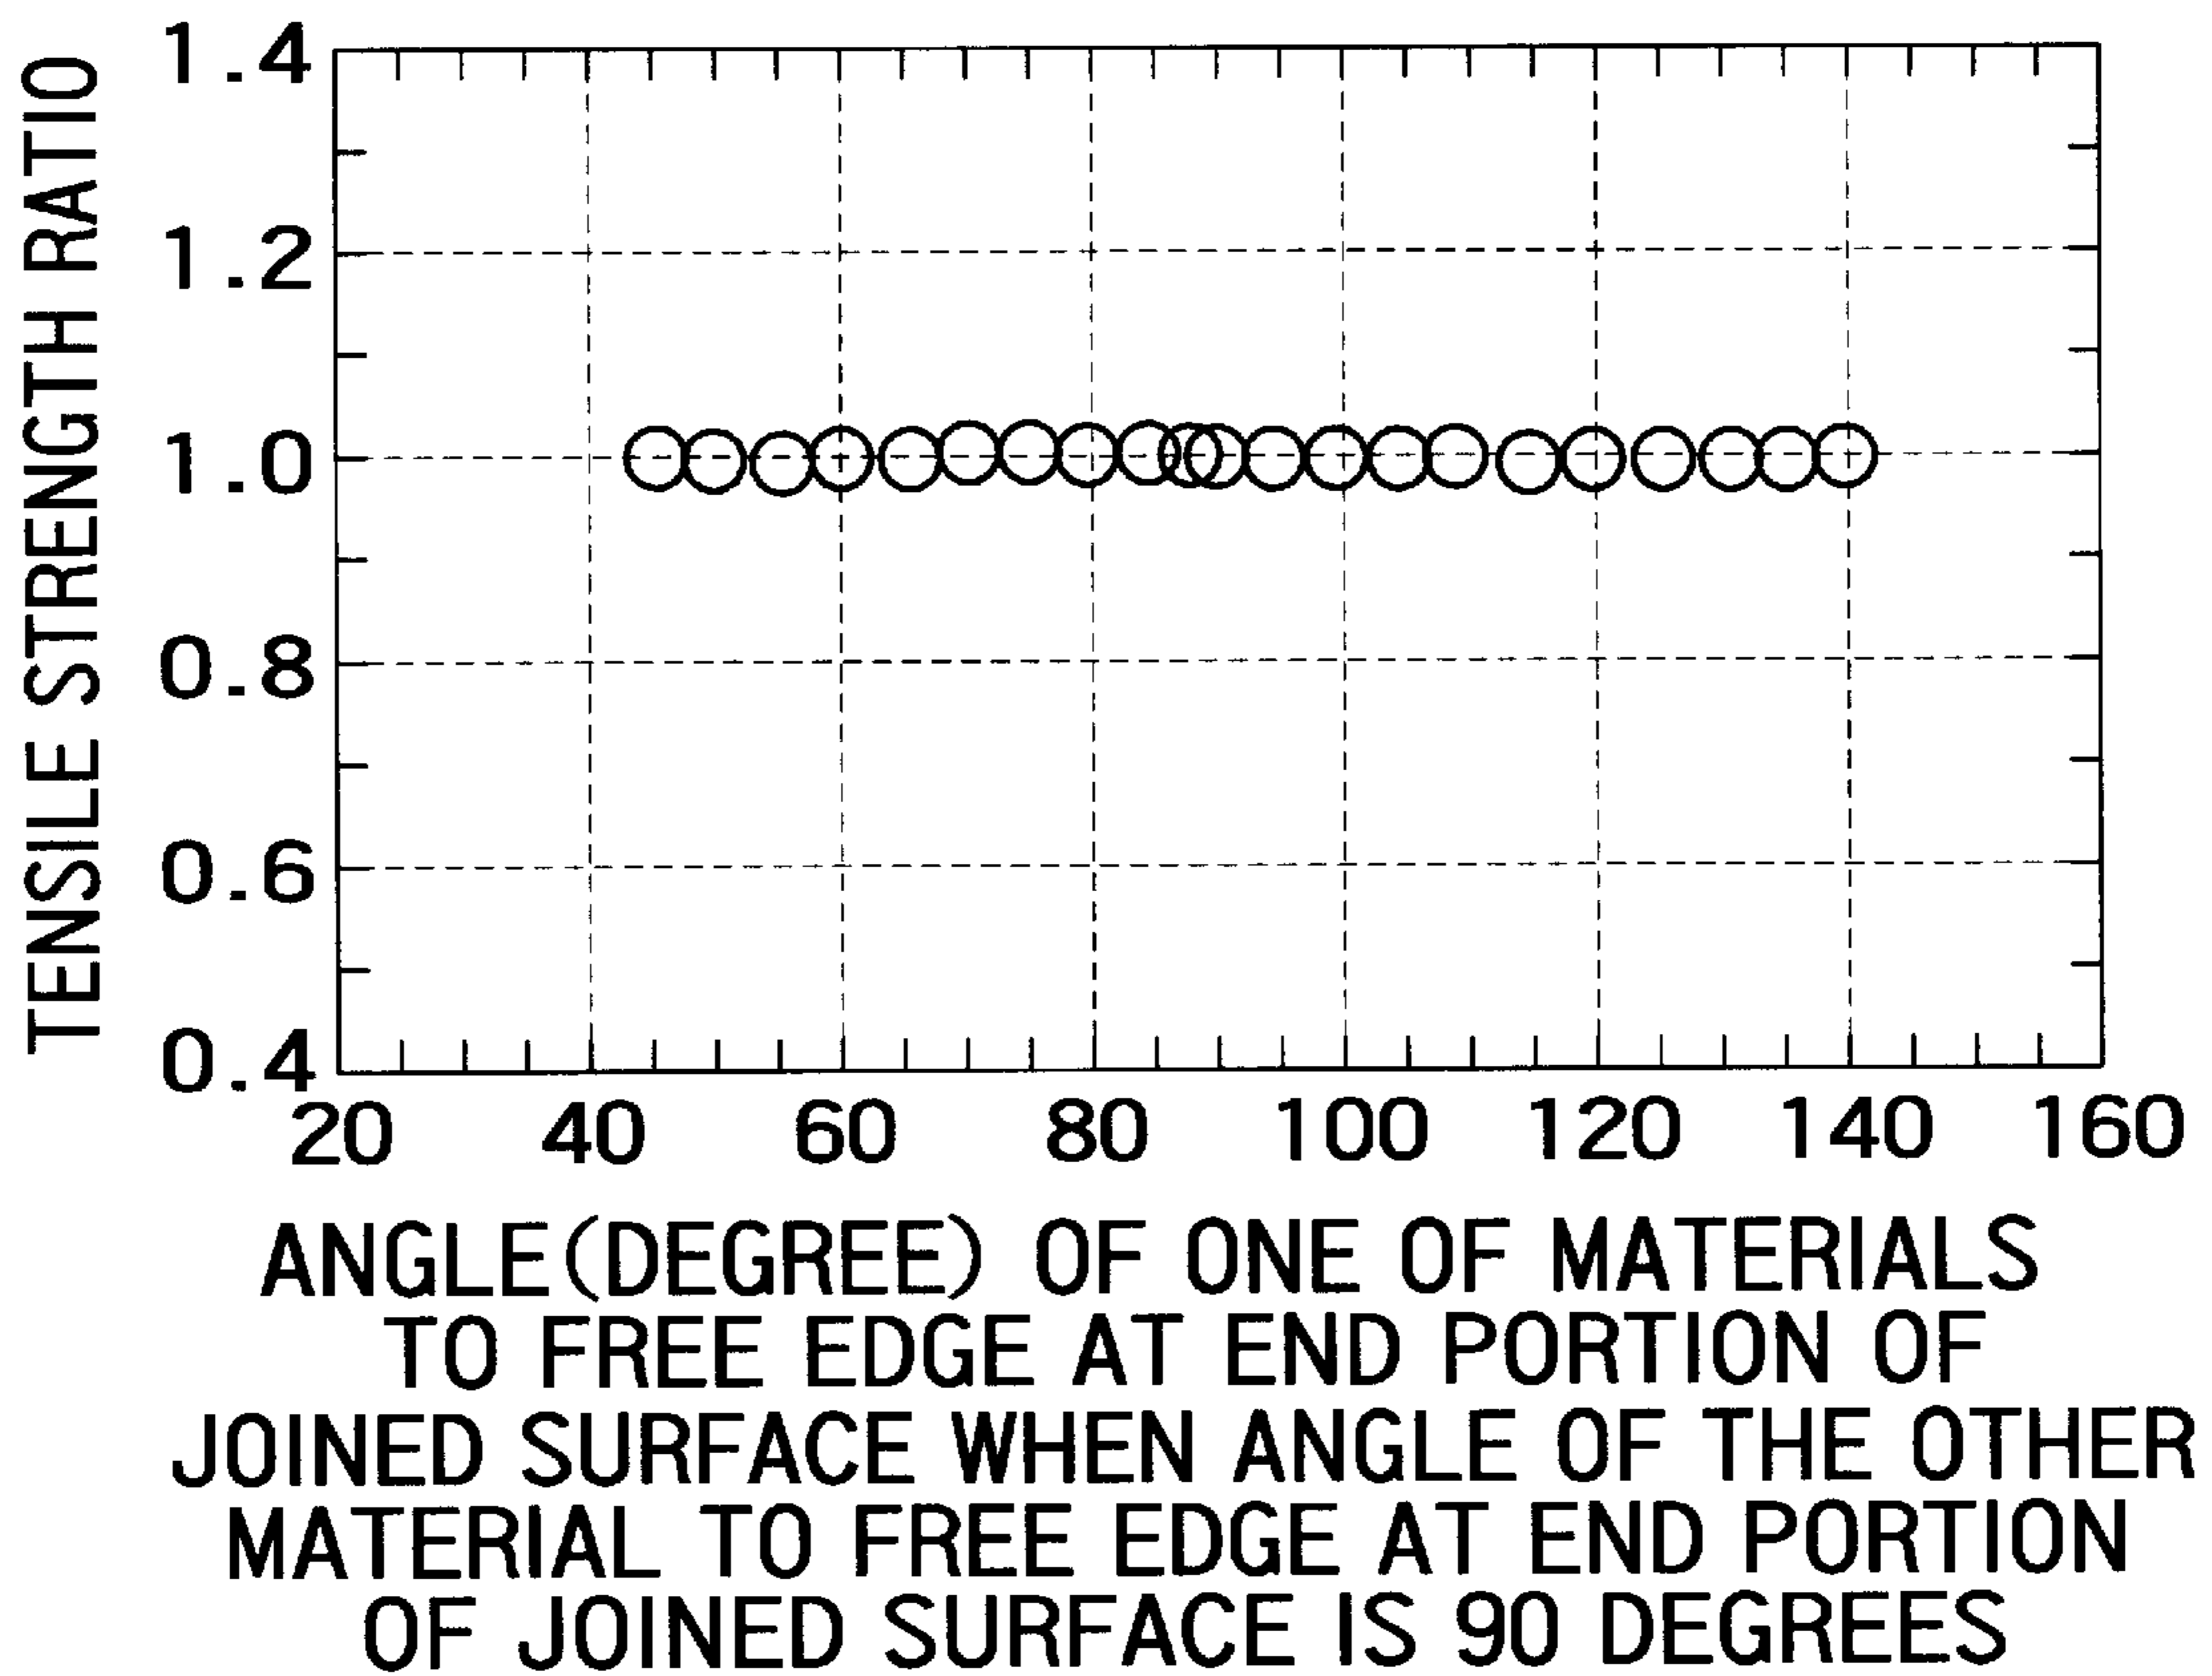 TENSILE STRENGTH RATIO
1.4
1.2
1.0
0.8
0.6
0.4
20 40 60 80 100 120 140 160
ANGLE(DEGREE) OF ONE OF MATERIALS
TO FREE EDGE AT END PORTION OF
JOINED SURFACE WHEN ANGLE OF THE OTHER
MATERIAL TO FREE EDGE AT END PORTION
OF JOINED SURFACE IS 90 DEGREES